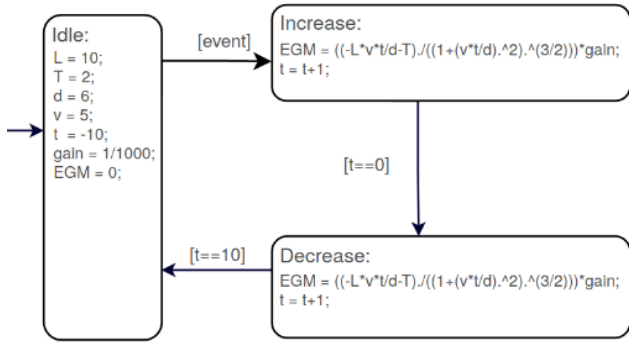 Idle:
L = 10;
T = 2;
d = 6;
v = 5;
t = -10;
gain = 1/1000;
EGM = 0;
[event]
Increase:
EGM = ((-L*v*t/d-T)./((1+(v*t/d).^2).^(3/2)))*gain;
t = t+1;
[t==0]
[t==10]
Decrease:
EGM = ((-L*v*t/d-T)./((1+(v*t/d).^2).^(3/2)))*gain;
t = t+1;